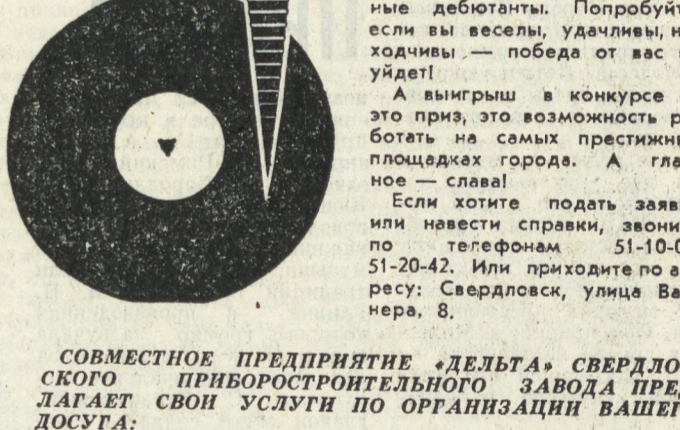 ные дебютанты. Попробуйт
если вы веселы, удачливы, н
ходчивы — победа от вас
уйдет!
А выигрыш в конкурсе
это приз, это возможность р
ботать на самых престижн
площадках города. А гла
ное — слава!
Если хотите подать заяв
или навести справки, звони
по телефонам 51-10-0
51-20-42. Или приходите по а
ресу: Свердловск, улица Ва
нера, 8.
СОВМЕСТНОЕ ПРЕДПРИЯТИЕ «ДЕЛЬТА» СВЕРДЛО
СКОГО ПРИБОРОСТРОИТЕЛЬНОГО ЗАВОДА ПРЕД
ЛАГАЕТ СВОИ УСЛУГИ ПО ОРГАНИЗАЦИИ ВАШЕГ
ДОСУГА: